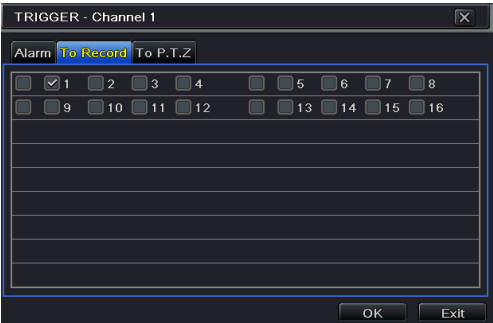 TRIGGER - Channel 1
Alarm To Record To P.T.Z
1 2 3 4 5 6 7 8
9 10 11 12 13 14 15 16
OK Exit